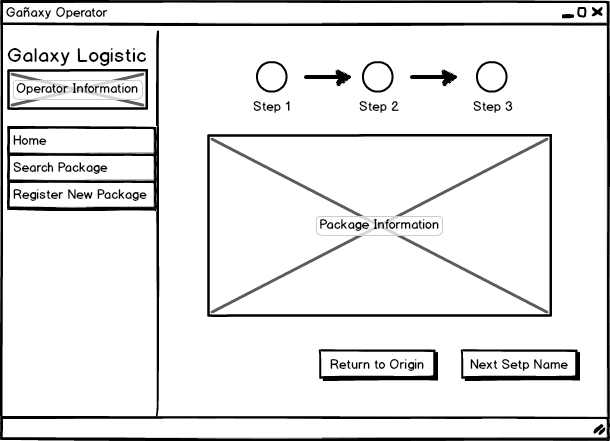 Gañaxy Operator
Galaxy Logistic
Operator Information
Home
Search Package
Register New Package
Step 1 Step 2 Step 3
Package Information
Return to Origin Next Setp Name